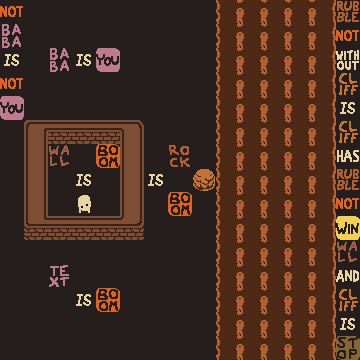 NOT BABA IS NOT YOU
BABA IS YOU
WALL BOOM
IS
ROCK
IS
BOOM
TEXT
IS BOOM
RUBBLE NOT WITHOUT CLIFF IS CLIFF HAS RUBBLE NOT WIN
WALL AND CLIFF IS STOP